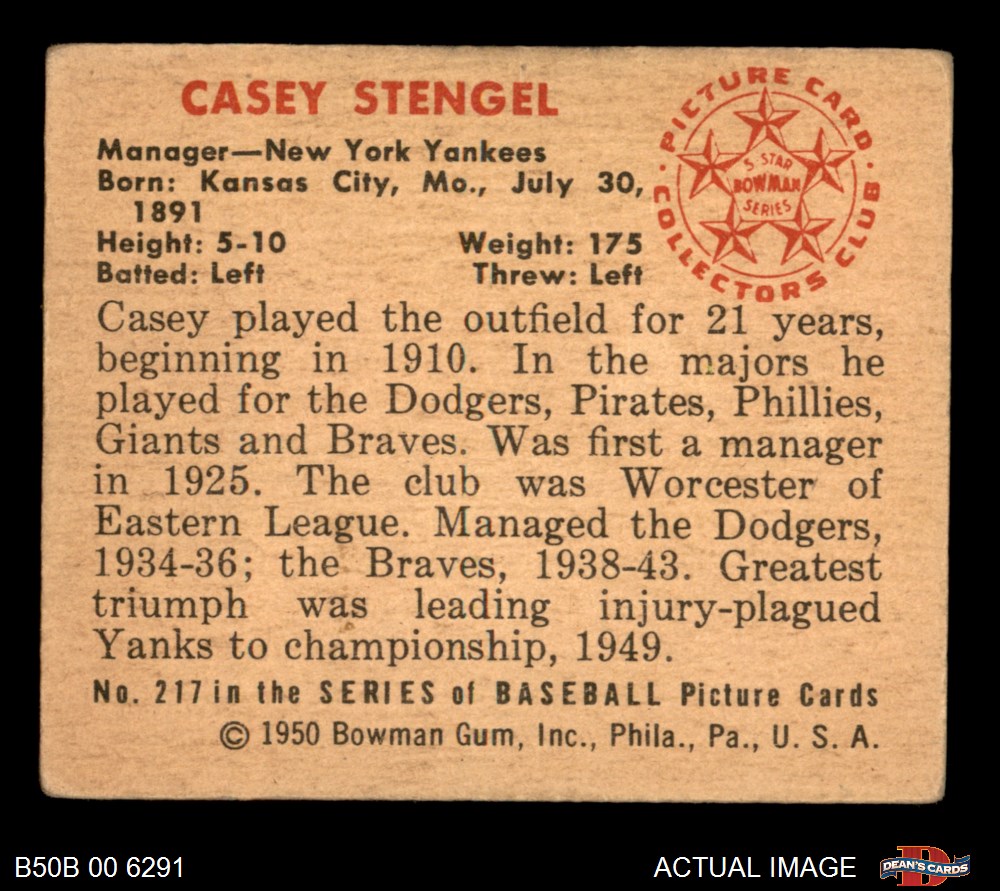 CASEY STENGEL
Manager—New York Yankees
Born: Kansas City, Mo., July 30,
1891
Height: 5-10 Weight: 175
Batted: Left Threw: Left
PICTURE CARD
COLLECTORS CLUB
5 STAR
BOWMAN
SERIES
Casey played the outfield for 21 years,
beginning in 1910. In the majors he
played for the Dodgers, Pirates, Phillies,
Giants and Braves. Was first a manager
in 1925. The club was Worcester of
Eastern League. Managed the Dodgers,
1934-36; the Braves, 1938-43. Greatest
triumph was leading injury-plagued
Yanks to championship, 1949.
No. 217 in the SERIES of BASEBALL Picture Cards
© 1950 Bowman Gum, Inc., Phila., Pa., U. S. A.
B50B 00 6291
ACTUAL IMAGE
D
DEAN'S CARDS